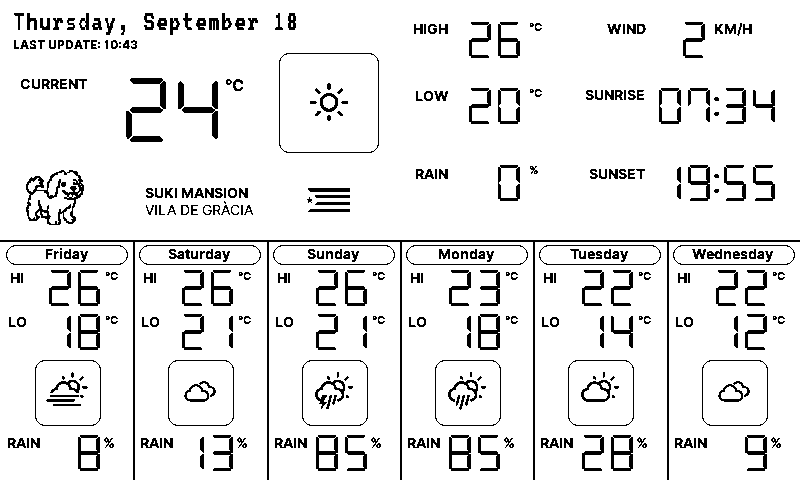 Thursday, September 18
LAST UPDATE: 10:43
CURRENT 24 °C
HIGH 26 °C
WIND 2 KM/H
LOW 20 °C
SUNRISE 07:34
RAIN 0 %
SUNSET 19:55
SUKI MANSION
VILA DE GRÀCIA
Friday
HI 26 °C
LO 18 °C
RAIN 8 %
Saturday
HI 26 °C
LO 21 °C
RAIN 13 %
Sunday
HI 26 °C
LO 21 °C
RAIN 85 %
Monday
HI 23 °C
LO 18 °C
RAIN 85 %
Tuesday
HI 22 °C
LO 14 °C
RAIN 28 %
Wednesday
HI 22 °C
LO 12 °C
RAIN 9 %